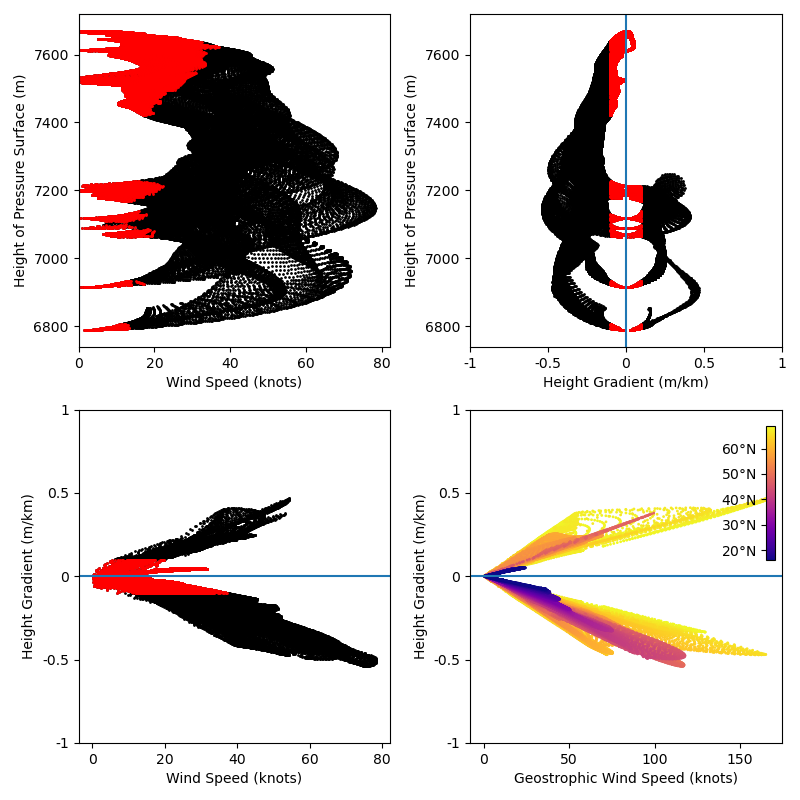 7600
7400
7200
7000
6800
Height of Pressure Surface (m)
0 20 40 60 80
Wind Speed (knots)
7600
7400
7200
7000
6800
Height of Pressure Surface (m)
-1 -0.5 0 0.5 1
Height Gradient (m/km)
1
0.5
0
-0.5
-1
Height Gradient (m/km)
0 20 40 60 80
Wind Speed (knots)
1
0.5
0
-0.5
-1
Height Gradient (m/km)
60°N
50°N
40°N
30°N
20°N
0 50 100 150
Geostrophic Wind Speed (knots)